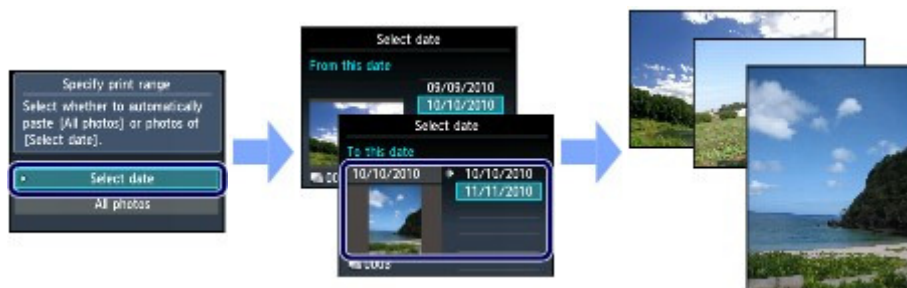 Specify print range
Select whether to automatically
paste [All photos] or photos of
[Select date].
Select date
All photos
Select date
From this date
09/09/2010
10/10/2010
Select date
To this date
10/10/2010
10/10/2010
11/11/2010